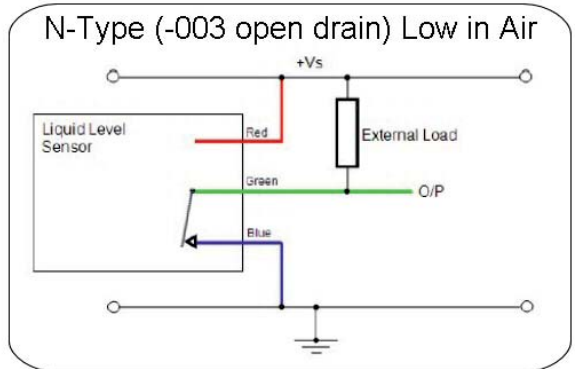 N-Type (-003 open drain) Low in Air
+Vs
Liquid Level
Sensor
Red
External Load
Green
O/P
Blue